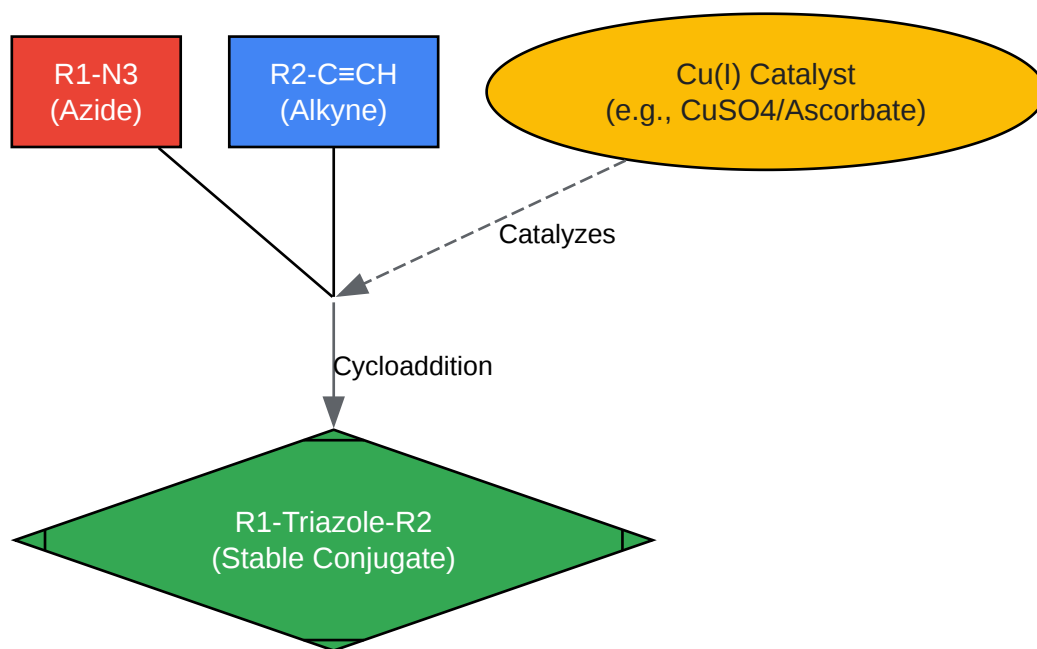 R1-N3
(Azide)
R2-C≡CH
(Alkyne)
Cu(I) Catalyst
(e.g., CuSO4/Ascorbate)
Catalyzes
Cycloaddition
R1-Triazole-R2
(Stable Conjugate)